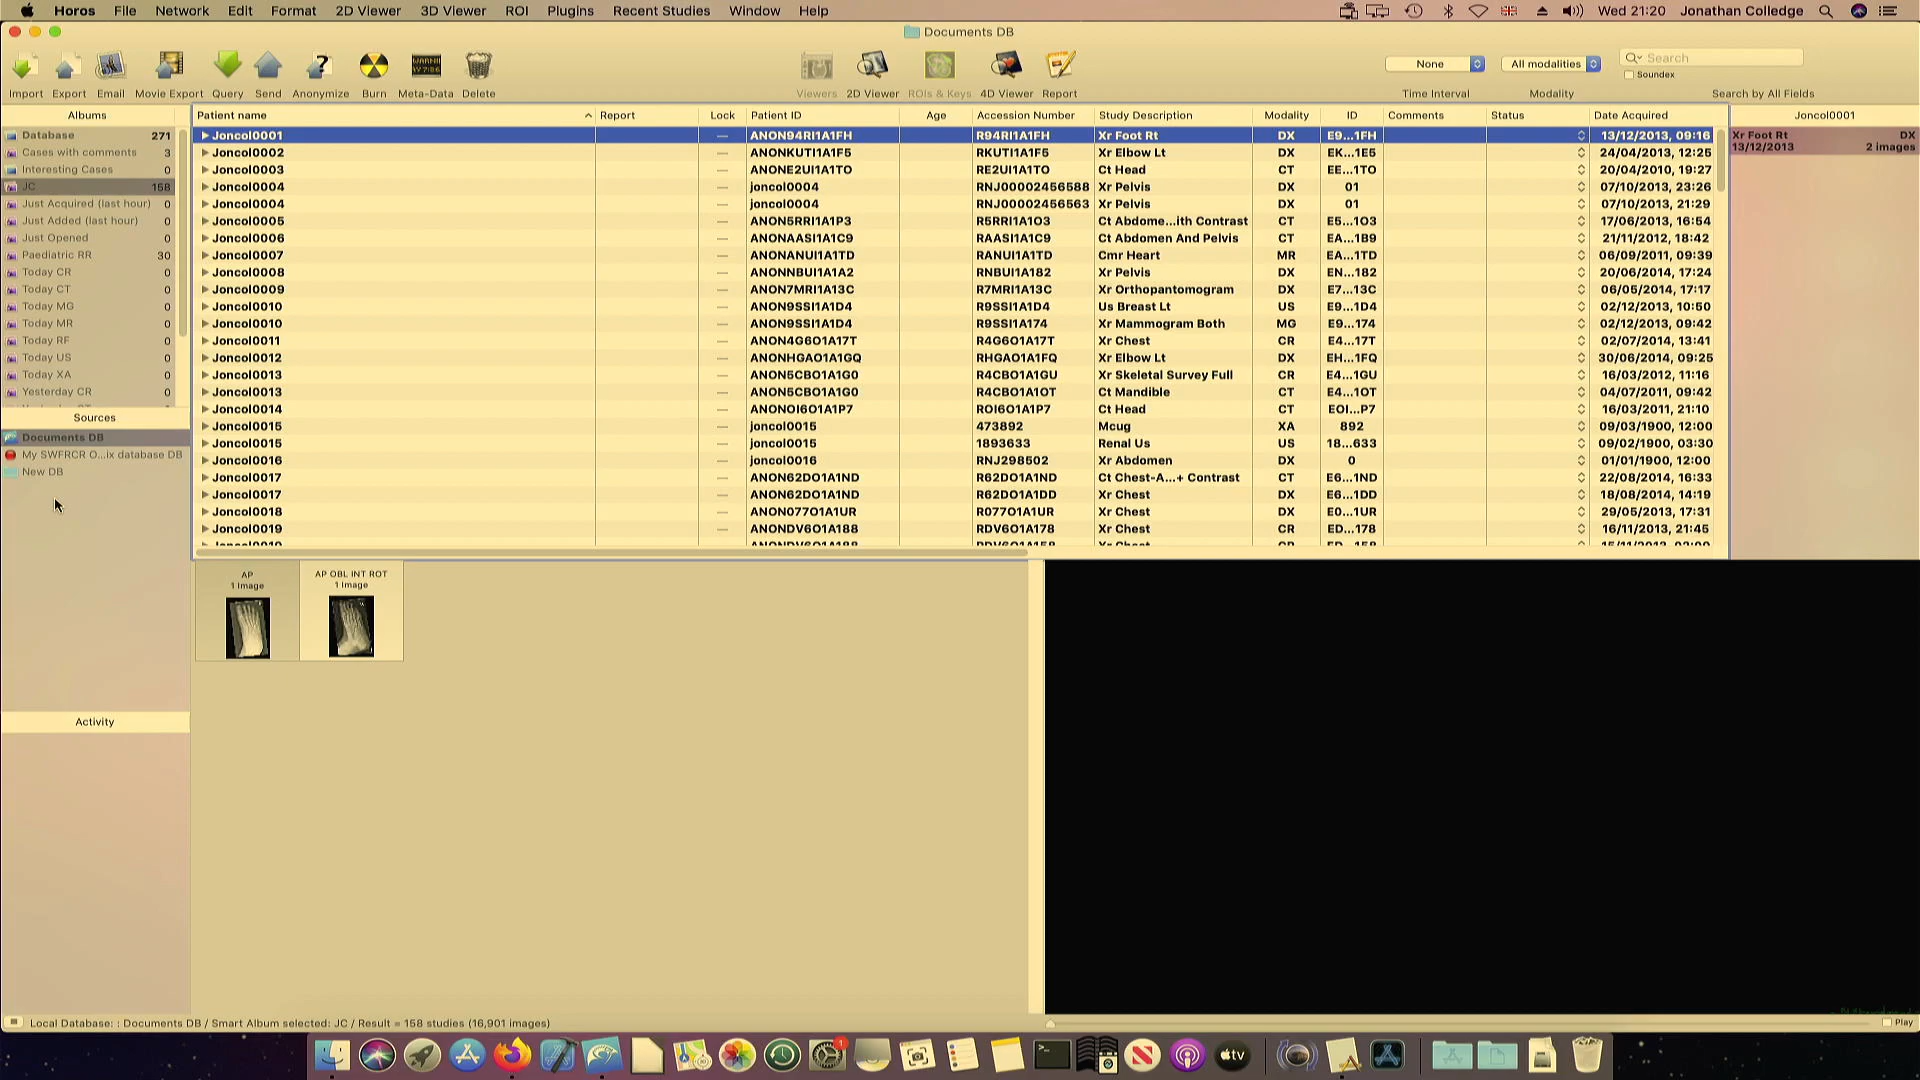 Horos File Network Edit Format 2D Viewer 3D Viewer ROI Plugins Recent Studies Window Help Wed 21:20 Jonathan Colledge
Documents DB
Import Export Email Movie Export Query Send Anonymize Burn Meta-Data Delete Viewers 2D Viewer ROIs & Keys 4D Viewer Report
None Time Interval All modalities Modality Search Soundex Search by All Fields
Albums
Database 271
Cases with comments 3
Interesting Cases 0
JC 158
Just Acquired (last hour) 0
Just Added (last hour) 0
Just Opened 0
Paediatric RR 30
Today CR 0
Today CT 0
Today MG 0
Today MR 0
Today RF 0
Today US 0
Today XA 0
Yesterday CR 0
Sources
Documents DB
My SWFRCR O...ix database DB
New DB
Activity
Patient name Report Lock Patient ID Age Accession Number Study Description Modality ID Comments Status Date Acquired
Joncol0001 — ANON94RI1A1FH R94RI1A1FH Xr Foot Rt DX E9...1FH 13/12/2013, 09:16
Joncol0002 — ANONKUTI1A1F5 RKUTI1A1F5 Xr Elbow Lt DX EK...1E5 24/04/2013, 12:25
Joncol0003 — ANONE2UI1A1TO RE2UI1A1TO Ct Head CT EE...1TO 20/04/2010, 19:27
Joncol0004 — joncol0004 RNJ00002456588 Xr Pelvis DX 01 07/10/2013, 23:26
Joncol0004 — joncol0004 RNJ00002456563 Xr Pelvis DX 01 07/10/2013, 21:29
Joncol0005 — ANON5RRI1A1P3 R5RRI1A1O3 Ct Abdome...ith Contrast CT E5...1O3 17/06/2013, 16:54
Joncol0006 — ANONAASI1A1C9 RAASI1A1C9 Ct Abdomen And Pelvis CT EA...1B9 21/11/2012, 18:42
Joncol0007 — ANONANUI1A1TD RANUI1A1TD Cmr Heart MR EA...1TD 06/09/2011, 09:39
Joncol0008 — ANONNBUI1A1A2 RNBUI1A182 Xr Pelvis DX EN...182 20/06/2014, 17:24
Joncol0009 — ANON7MRI1A13C R7MRI1A13C Xr Orthopantomogram DX E7...13C 06/05/2014, 17:17
Joncol0010 — ANON9SSI1A1D4 R9SSI1A1D4 Us Breast Lt US E9...1D4 02/12/2013, 10:50
Joncol0010 — ANON9SSI1A1D4 R9SSI1A174 Xr Mammogram Both MG E9...174 02/12/2013, 09:42
Joncol0011 — ANON4G6O1A17T R4G6O1A17T Xr Chest CR E4...17T 02/07/2014, 13:41
Joncol0012 — ANONHGAO1A1GQ RHGAO1A1FQ Xr Elbow Lt DX EH...1FQ 30/06/2014, 09:25
Joncol0013 — ANON5CBO1A1G0 R4CBO1A1GU Xr Skeletal Survey Full CR E4...1GU 16/03/2012, 11:16
Joncol0013 — ANON5CBO1A1G0 R4CBO1A1OT Ct Mandible CT E4...1OT 04/07/2011, 09:42
Joncol0014 — ANONOI6O1A1P7 ROI6O1A1P7 Ct Head CT EOI...P7 16/03/2011, 21:10
Joncol0015 — joncol0015 473892 Mcug XA 892 09/03/1900, 12:00
Joncol0015 — joncol0015 1893633 Renal Us US 18...633 09/02/1900, 03:30
Joncol0016 — joncol0016 RNJ298502 Xr Abdomen DX 0 01/01/1900, 12:00
Joncol0017 — ANON62DO1A1ND R62DO1A1ND Ct Chest-A...+ Contrast CT E6...1ND 22/08/2014, 16:33
Joncol0017 — ANON62DO1A1ND R62DO1A1DD Xr Chest DX E6...1DD 18/08/2014, 14:19
Joncol0018 — ANON077O1A1UR R077O1A1UR Xr Chest DX E0...1UR 29/05/2013, 17:31
Joncol0019 — ANONDV6O1A188 RDV6O1A178 Xr Chest CR ED...178 16/11/2013, 21:45
Joncol0001
Xr Foot Rt DX
13/12/2013 2 images
AP
1 Image
AP OBL INT ROT
1 Image
Local Database: : Documents DB / Smart Album selected: JC / Result = 158 studies (16,901 images)
Play
tv